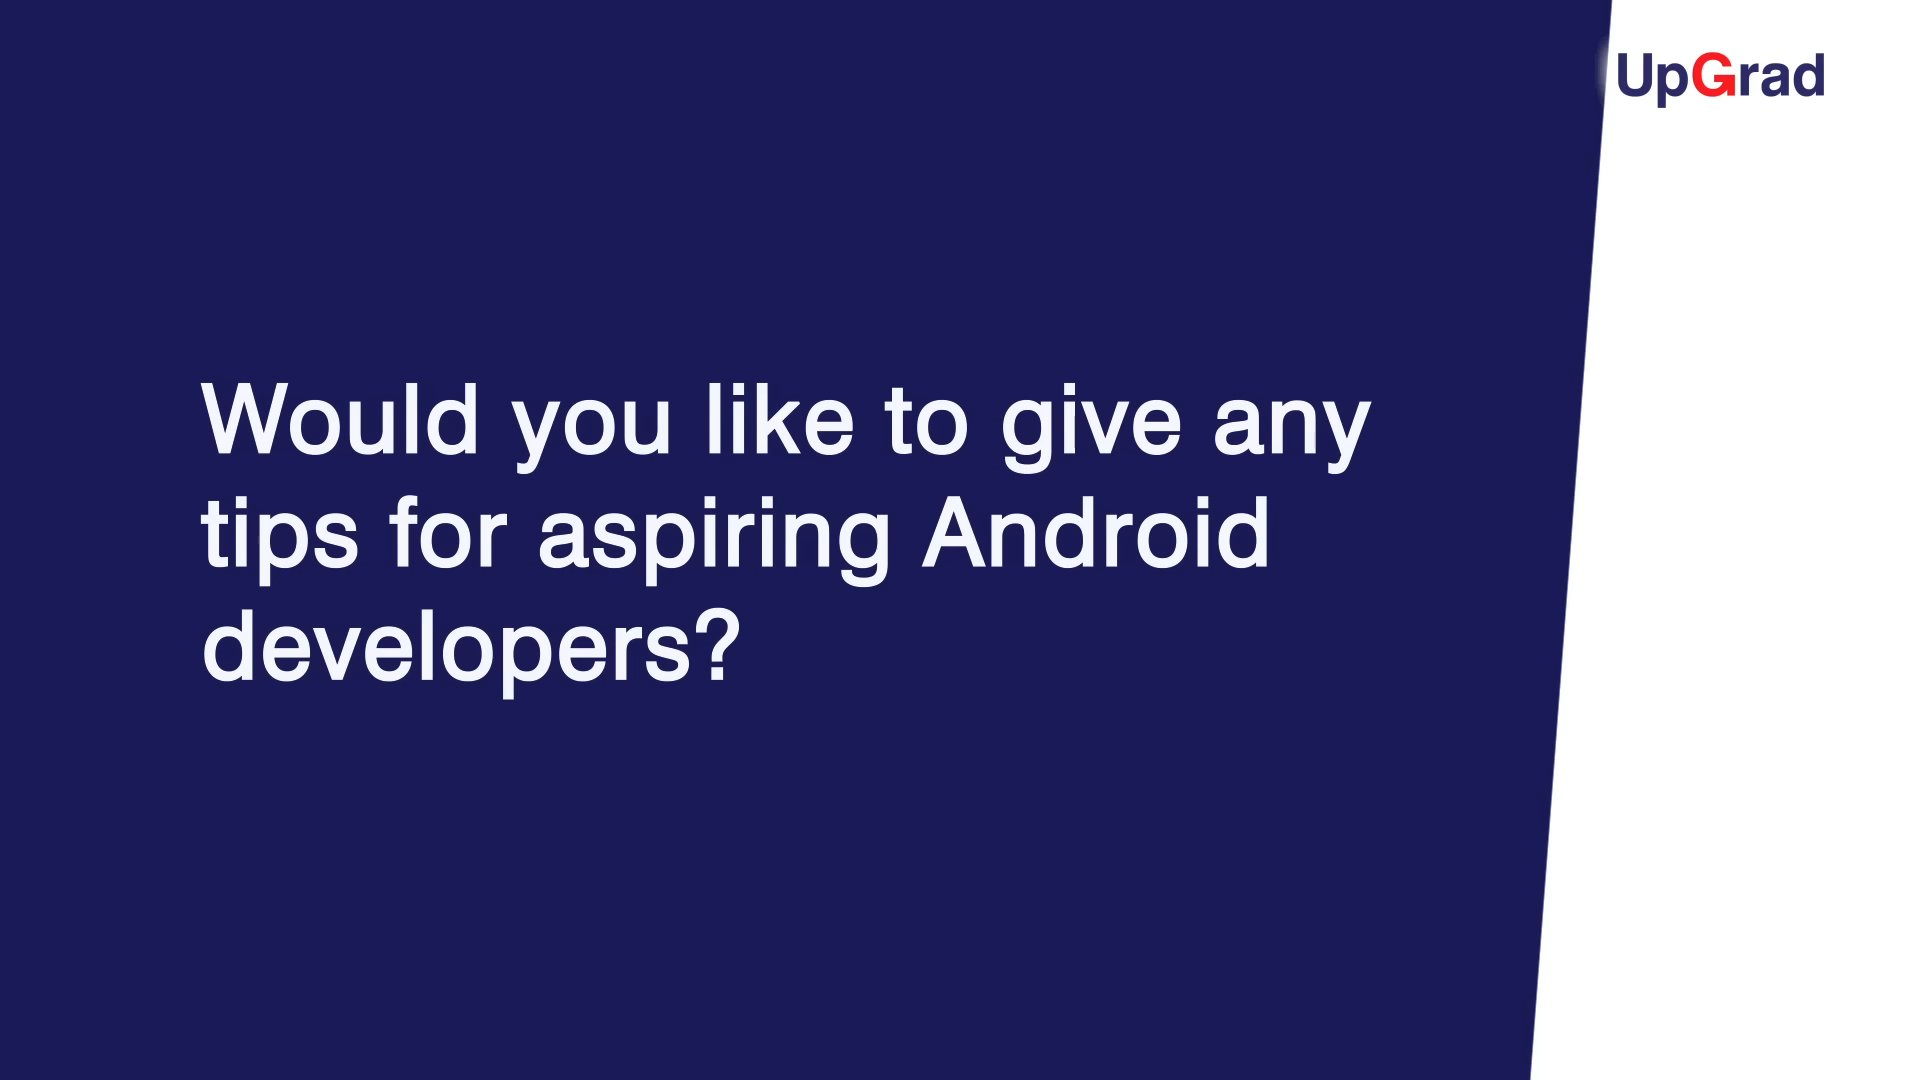 UpGrad
Would you like to give any
tips for aspiring Android
developers?